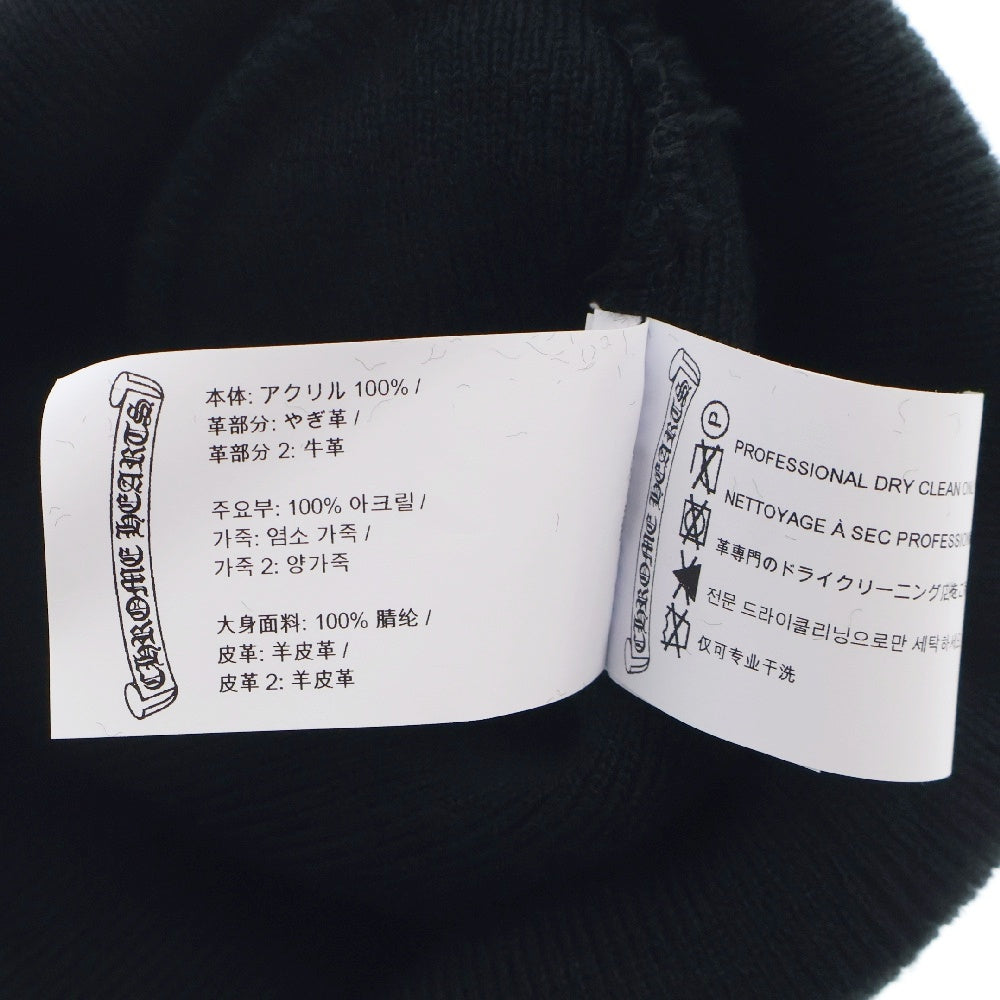 CHROME HEARTS
本体: アクリル 100% /
革部分: やぎ革 /
革部分 2: 牛革
주요부: 100% 아크릴 /
가죽: 염소 가죽 /
가죽 2: 양가죽
大身面料: 100% 腈纶 /
皮革: 羊皮革 /
皮革 2: 羊皮革
CHROME HEARTS
P
PROFESSIONAL DRY CLEAN
NETTOYAGE À SEC
革専門のドライクリーニング
전문 드라이클리닝으로만
仅可专业干洗